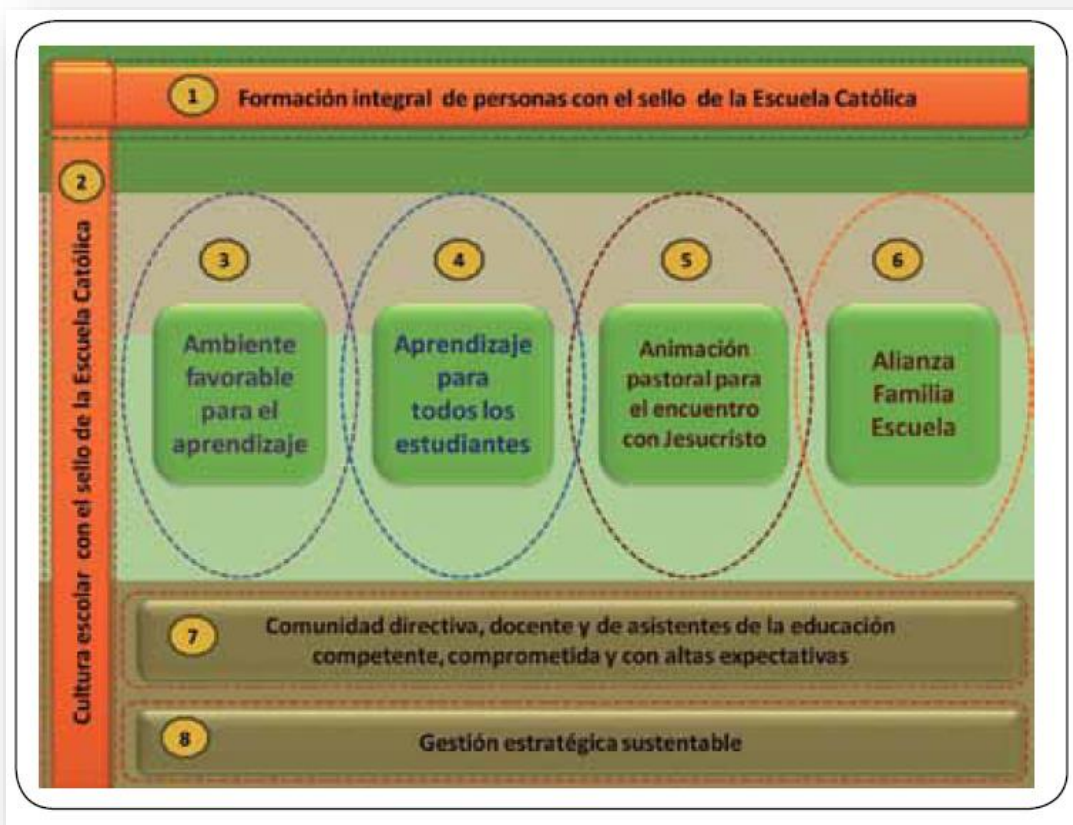 1
Formación integral de personas con el sello de la Escuela Católica
2
Cultura escolar con el sello de la Escuela Católica
3
Ambiente
favorable
para el
aprendizaje
4
Aprendizaje
para
todos los
estudiantes
5
Animación
pastoral para
el encuentro
con Jesucristo
6
Alianza
Familia
Escuela
7
Comunidad directiva, docente y de asistentes de la educación
competente, comprometida y con altas expectativas
8
Gestión estratégica sustentable